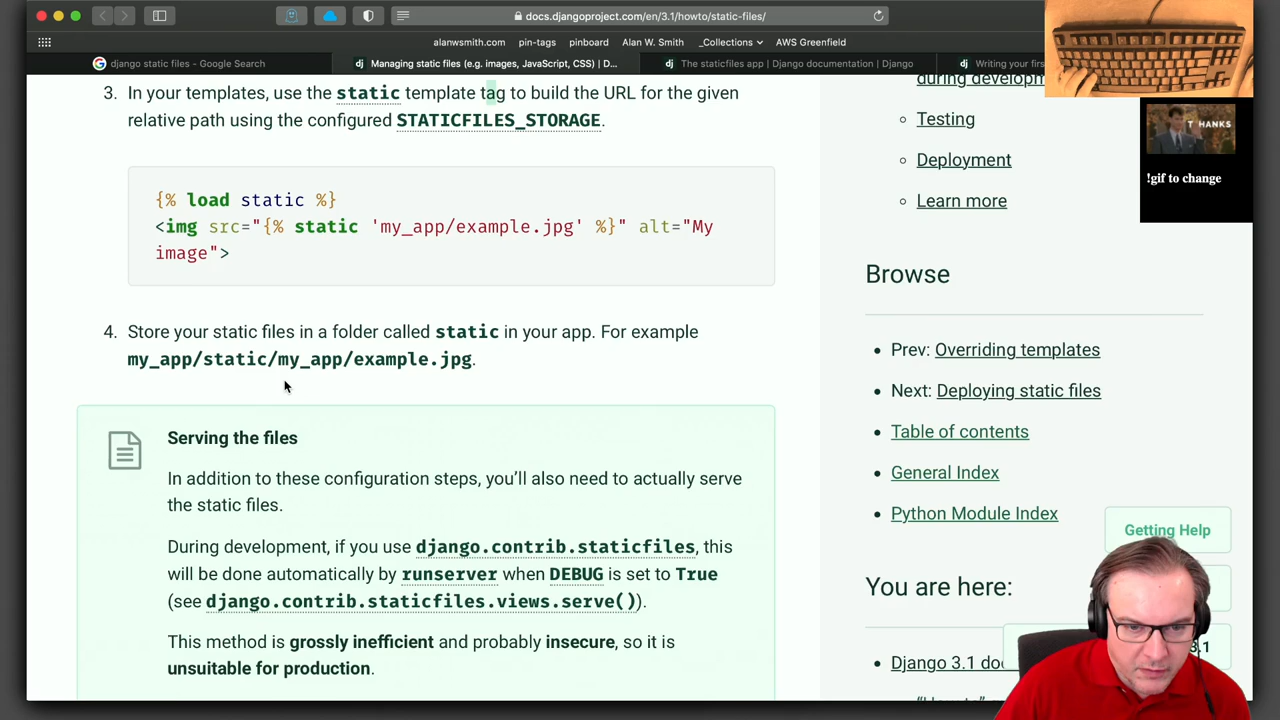 docs.djangoproject.com/en/3.1/howto/static-files/
alanwsmith.com pin-tags pinboard Alan W. Smith _Collections AWS Greenfield
django static files - Google Search
dj Managing static files (e.g. images, JavaScript, CSS) | D...
dj The staticfiles app | Django documentation | Django
dj Writing your first
3. In your templates, use the static template tag to build the URL for the given
relative path using the configured STATICFILES_STORAGE.
{% load static %}
<img src="{% static 'my_app/example.jpg' %}" alt="My
image">
4. Store your static files in a folder called static in your app. For example
my_app/static/my_app/example.jpg.
Serving the files
In addition to these configuration steps, you'll also need to actually serve
the static files.
During development, if you use django.contrib.staticfiles, this
will be done automatically by runserver when DEBUG is set to True
(see django.contrib.staticfiles.views.serve()).
This method is grossly inefficient and probably insecure, so it is
unsuitable for production.
during developm
Testing
Deployment
Learn more
Browse
Prev: Overriding templates
Next: Deploying static files
Table of contents
General Index
Python Module Index
Getting Help
You are here:
3.1
Django 3.1 doc
T HANKS
!gif to change